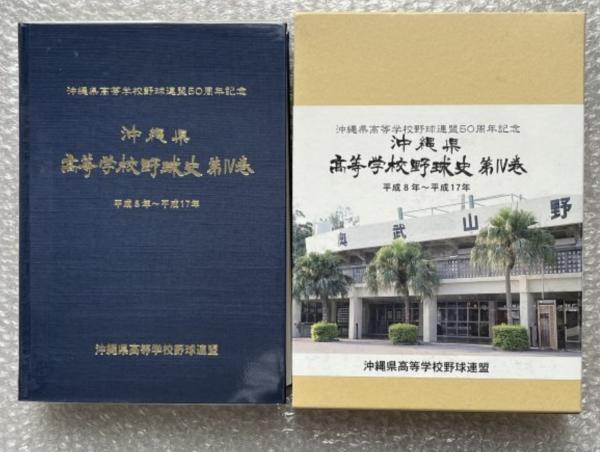 沖縄県高等学校野球連盟50周年記念
沖縄県
高等学校野球史 第Ⅳ巻
平成8年〜平成17年
沖縄県高等学校野球連盟
沖縄県高等学校野球連盟50周年記念
沖縄県
高等学校野球史 第Ⅳ巻
平成8年〜平成17年
奥武山野
沖縄県高等学校野球連盟